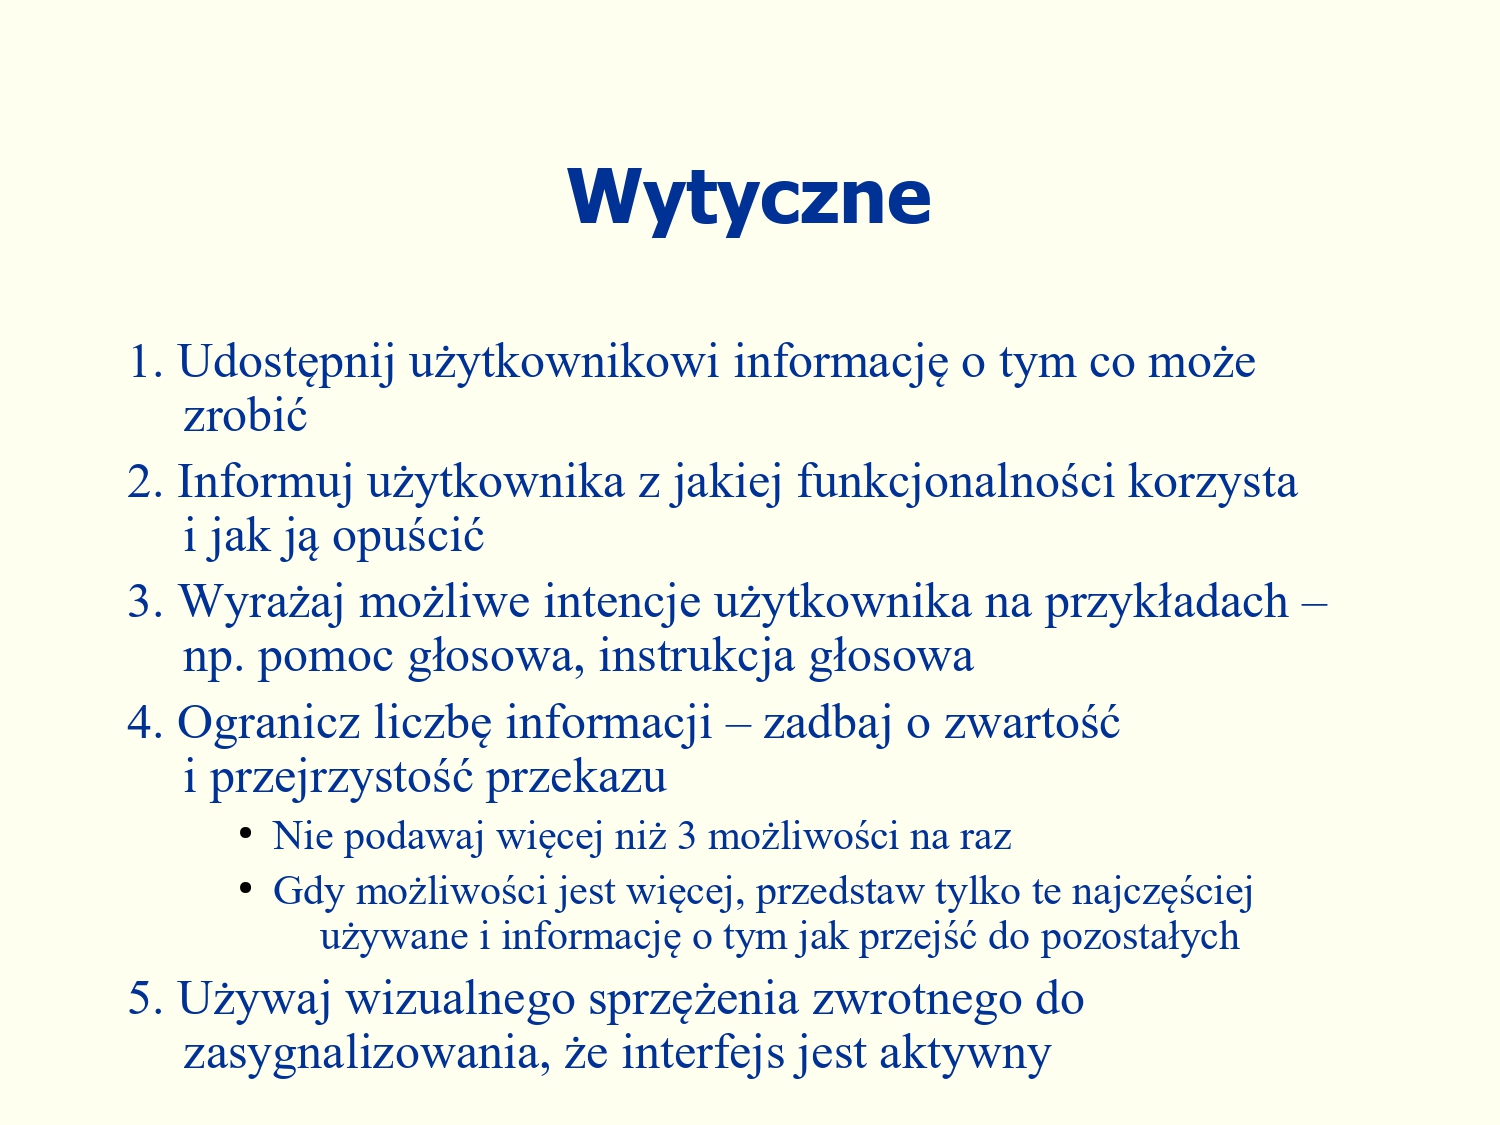 Wytyczne
1. Udostępnij użytkownikowi informację o tym co może
zrobić
2. Informuj użytkownika z jakiej funkcjonalności korzysta
i jak ją opuścić
3. Wyrażaj możliwe intencje użytkownika na przykładach –
np. pomoc głosowa, instrukcja głosowa
4. Ogranicz liczbę informacji – zadbaj o zwartość
i przejrzystość przekazu
• Nie podawaj więcej niż 3 możliwości na raz
• Gdy możliwości jest więcej, przedstaw tylko te najczęściej
używane i informację o tym jak przejść do pozostałych
5. Używaj wizualnego sprzężenia zwrotnego do
zasygnalizowania, że interfejs jest aktywny